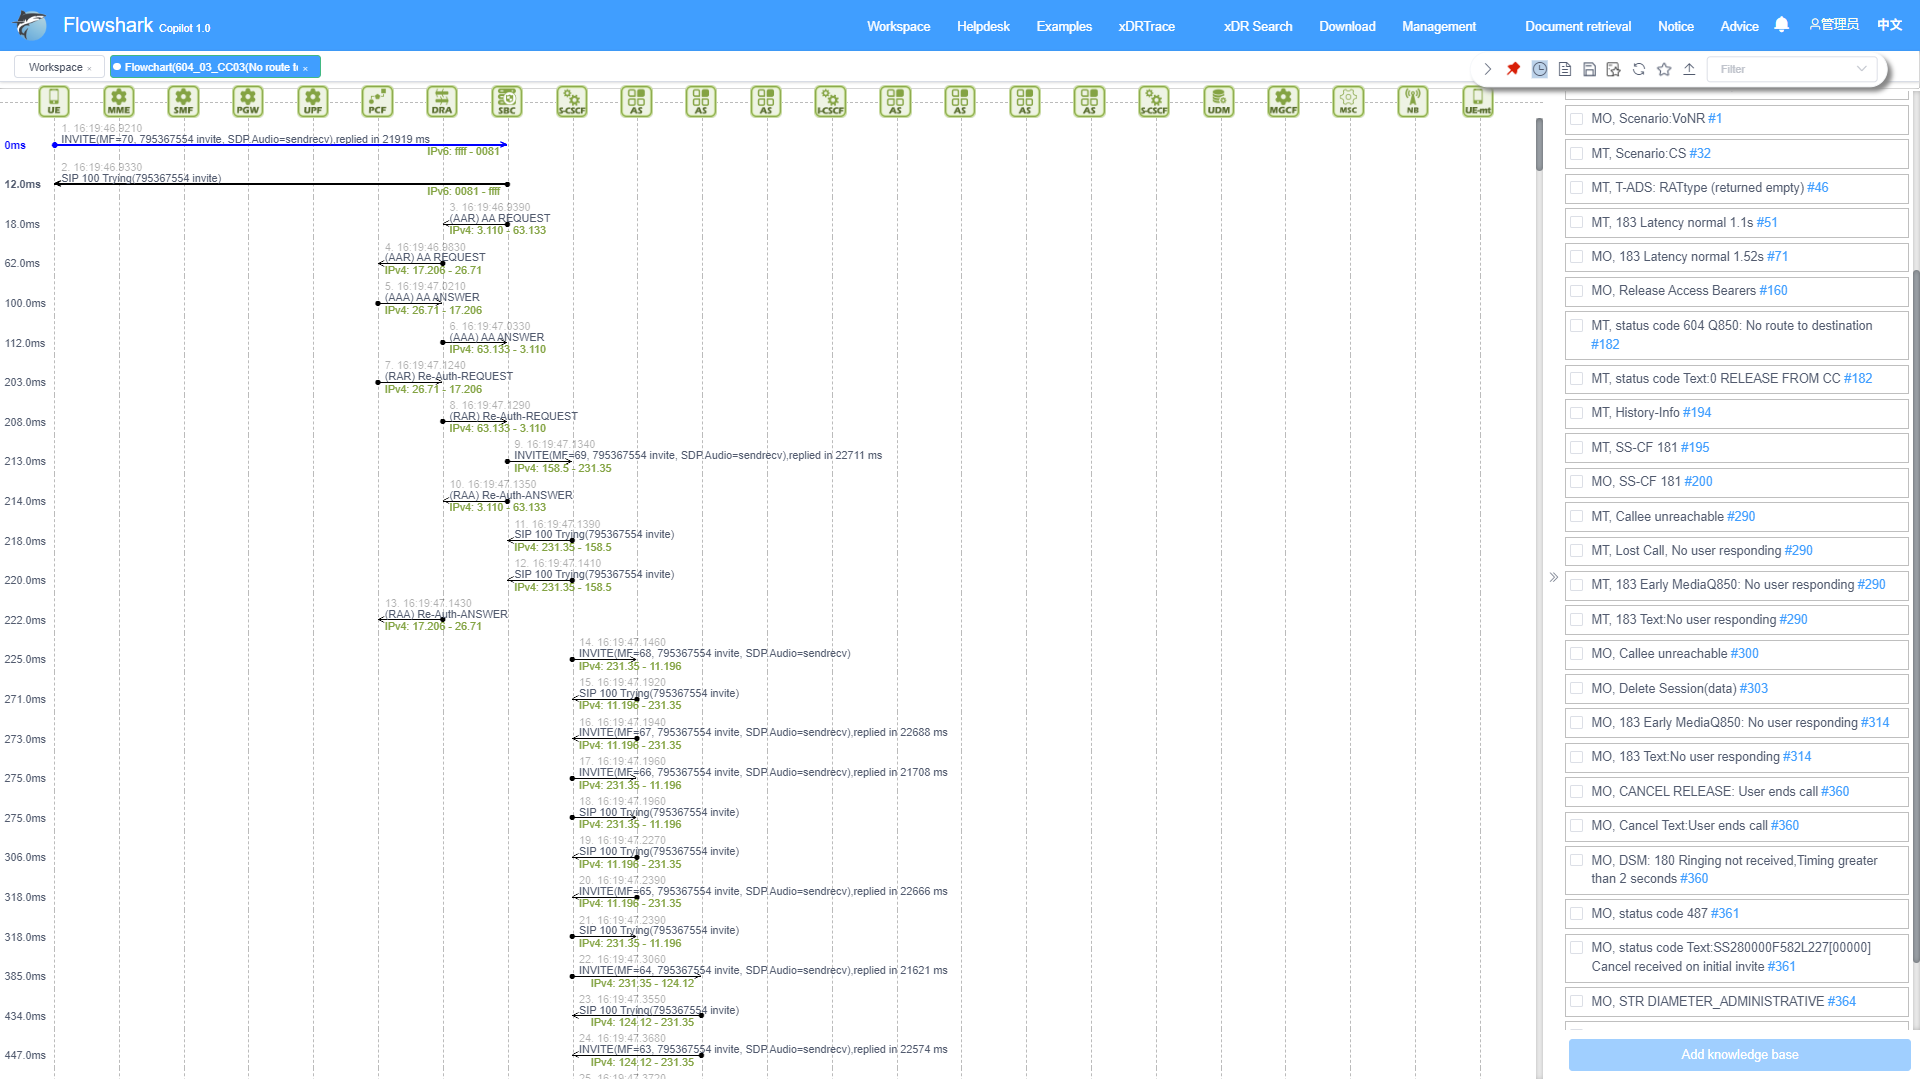 Flowshark Copilot 1.0
Workspace
Helpdesk
Examples
xDRTrace
xDR Search
Download
Management
Document retrieval
Notice
Advice
管理员
中文
Workspace ×
Flowchart(604_03_CC03(No route t ×
Filter
UE
MME
SMF
PGW
UPF
PCF
DRA
SBC
S-CSCF
AS
AS
AS
I-CSCF
AS
AS
AS
AS
S-CSCF
UDM
MGCF
MSC
NB
UE-mt
1. 16:19:46.9210
0ms
INVITE(MF=70, 795367554 invite, SDP.Audio=sendrecv),replied in 21919 ms
IPv6: ffff - 0081
2. 16:19:46.9330
12.0ms
SIP 100 Trying(795367554 invite)
IPv6: 0081 - ffff
3. 16:19:46.9390
18.0ms
(AAR) AA REQUEST
IPv4: 3.110 - 63.133
4. 16:19:46.9830
62.0ms
(AAR) AA REQUEST
IPv4: 17.206 - 26.71
5. 16:19:47.0210
100.0ms
(AAA) AA ANSWER
IPv4: 26.71 - 17.206
6. 16:19:47.0330
112.0ms
(AAA) AA ANSWER
IPv4: 63.133 - 3.110
7. 16:19:47.1240
203.0ms
(RAR) Re-Auth-REQUEST
IPv4: 26.71 - 17.206
8. 16:19:47.1290
208.0ms
(RAR) Re-Auth-REQUEST
IPv4: 63.133 - 3.110
9. 16:19:47.1340
213.0ms
INVITE(MF=69, 795367554 invite, SDP.Audio=sendrecv),replied in 22711 ms
IPv4: 158.5 - 231.35
10. 16:19:47.1350
214.0ms
(RAA) Re-Auth-ANSWER
IPv4: 3.110 - 63.133
11. 16:19:47.1390
218.0ms
SIP 100 Trying(795367554 invite)
IPv4: 231.35 - 158.5
12. 16:19:47.1410
220.0ms
SIP 100 Trying(795367554 invite)
IPv4: 231.35 - 158.5
13. 16:19:47.1430
222.0ms
(RAA) Re-Auth-ANSWER
IPv4: 17.206 - 26.71
14. 16:19:47.1460
225.0ms
INVITE(MF=68, 795367554 invite, SDP.Audio=sendrecv)
IPv4: 231.35 - 11.196
15. 16:19:47.1920
271.0ms
SIP 100 Trying(795367554 invite)
IPv4: 11.196 - 231.35
16. 16:19:47.1940
273.0ms
INVITE(MF=67, 795367554 invite, SDP.Audio=sendrecv),replied in 22688 ms
IPv4: 11.196 - 231.35
17. 16:19:47.1960
275.0ms
INVITE(MF=66, 795367554 invite, SDP.Audio=sendrecv),replied in 21708 ms
IPv4: 231.35 - 11.196
18. 16:19:47.1960
275.0ms
SIP 100 Trying(795367554 invite)
IPv4: 231.35 - 11.196
19. 16:19:47.2270
306.0ms
SIP 100 Trying(795367554 invite)
IPv4: 11.196 - 231.35
20. 16:19:47.2390
318.0ms
INVITE(MF=65, 795367554 invite, SDP.Audio=sendrecv),replied in 22666 ms
IPv4: 11.196 - 231.35
21. 16:19:47.2390
318.0ms
SIP 100 Trying(795367554 invite)
IPv4: 231.35 - 11.196
22. 16:19:47.3060
385.0ms
INVITE(MF=64, 795367554 invite, SDP.Audio=sendrecv),replied in 21621 ms
IPv4: 231.35 - 124.12
23. 16:19:47.3550
434.0ms
SIP 100 Trying(795367554 invite)
IPv4: 124.12 - 231.35
24. 16:19:47.3680
447.0ms
INVITE(MF=63, 795367554 invite, SDP.Audio=sendrecv),replied in 22574 ms
IPv4: 124.12 - 231.35
25. 16:19:47.3720
MO, Scenario:VoNR #1
MT, Scenario:CS #32
MT, T-ADS: RATtype (returned empty) #46
MT, 183 Latency normal 1.1s #51
MO, 183 Latency normal 1.52s #71
MO, Release Access Bearers #160
MT, status code 604 Q850: No route to destination
#182
MT, status code Text:0 RELEASE FROM CC #182
MT, History-Info #194
MT, SS-CF 181 #195
MO, SS-CF 181 #200
MT, Callee unreachable #290
MT, Lost Call, No user responding #290
MT, 183 Early MediaQ850: No user responding #290
MT, 183 Text:No user responding #290
MO, Callee unreachable #300
MO, Delete Session(data) #303
MO, 183 Early MediaQ850: No user responding #314
MO, 183 Text:No user responding #314
MO, CANCEL RELEASE: User ends call #360
MO, Cancel Text:User ends call #360
MO, DSM: 180 Ringing not received,Timing greater
than 2 seconds #360
MO, status code 487 #361
MO, status code Text:SS280000F582L227[00000]
Cancel received on initial invite #361
MO, STR DIAMETER_ADMINISTRATIVE #364
Add knowledge base